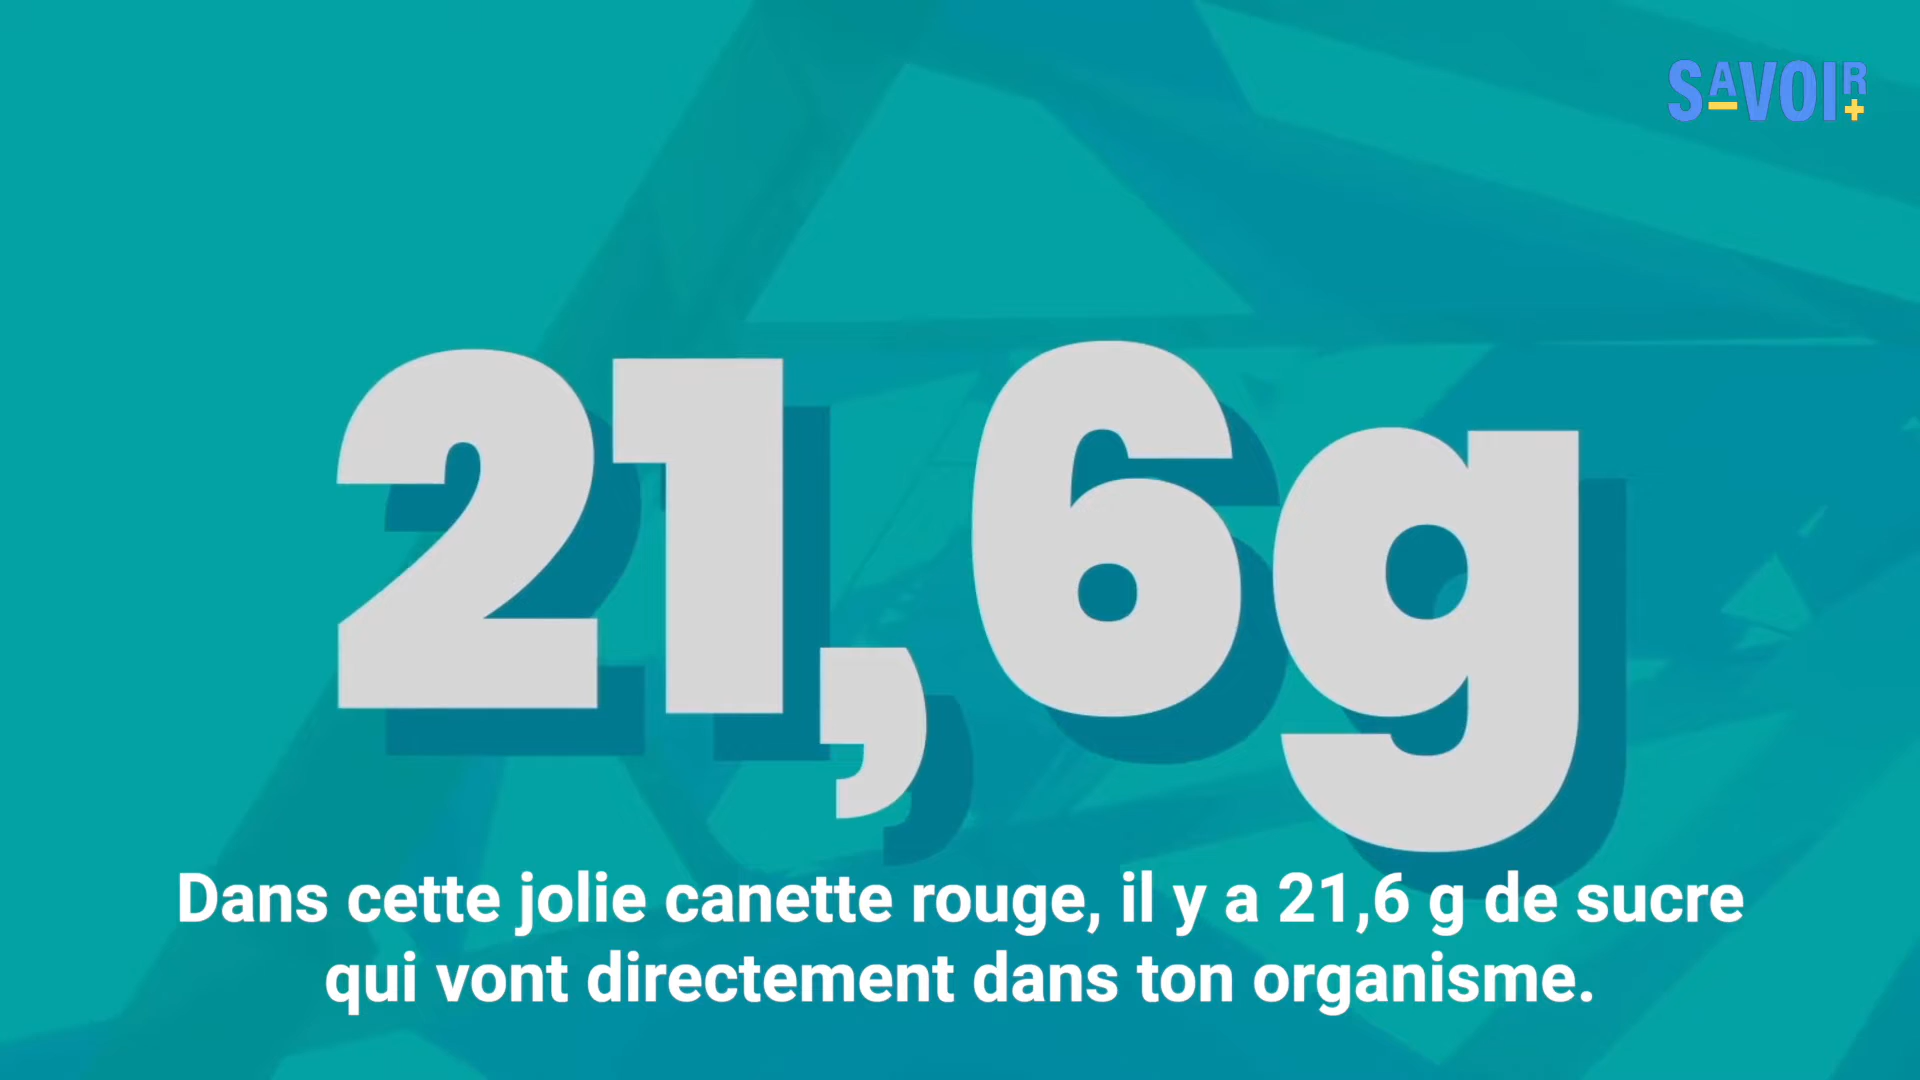 SAVOIR
21,6g
Dans cette jolie canette rouge, il y a 21,6 g de sucre
qui vont directement dans ton organisme.